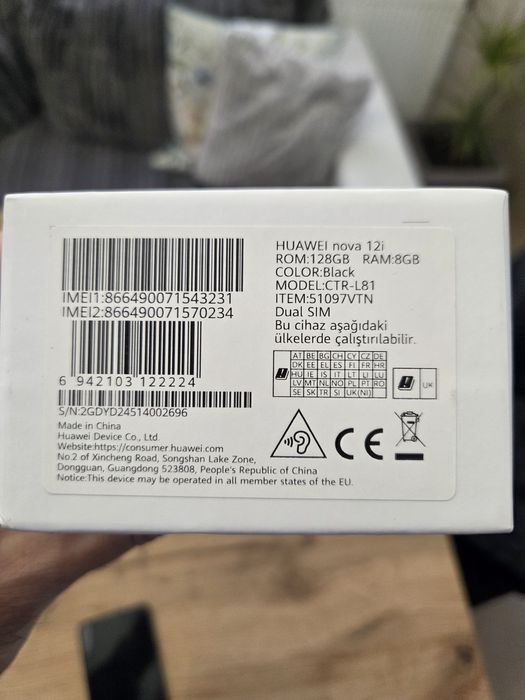 IMEI1:866490071543231
IMEI2:866490071570234
6 942103 122224
S/N:2GDYD24514002696
Made in China
Huawei Device Co., Ltd.
Website:https://consumer.huawei.com
No.2 of Xincheng Road, Songshan Lake Zone,
Dongguan, Guangdong 523808, People's Republic of China
Notice:This device may be operated in all member states of the EU.
HUAWEI nova 12i
ROM:128GB RAM:8GB
COLOR:Black
MODEL:CTR-L81
ITEM:51097VTN
Dual SIM
Bu cihaz aşağıdaki
ülkelerde çalıştırılabilir.
AT BE BG CH CY CZ DE
DK EE EL ES FI FR HR
HU IE IS IT LT LI LU
LV MT NL NO PL PT RO
SE SK TR SI UK(NI)
UK
CE